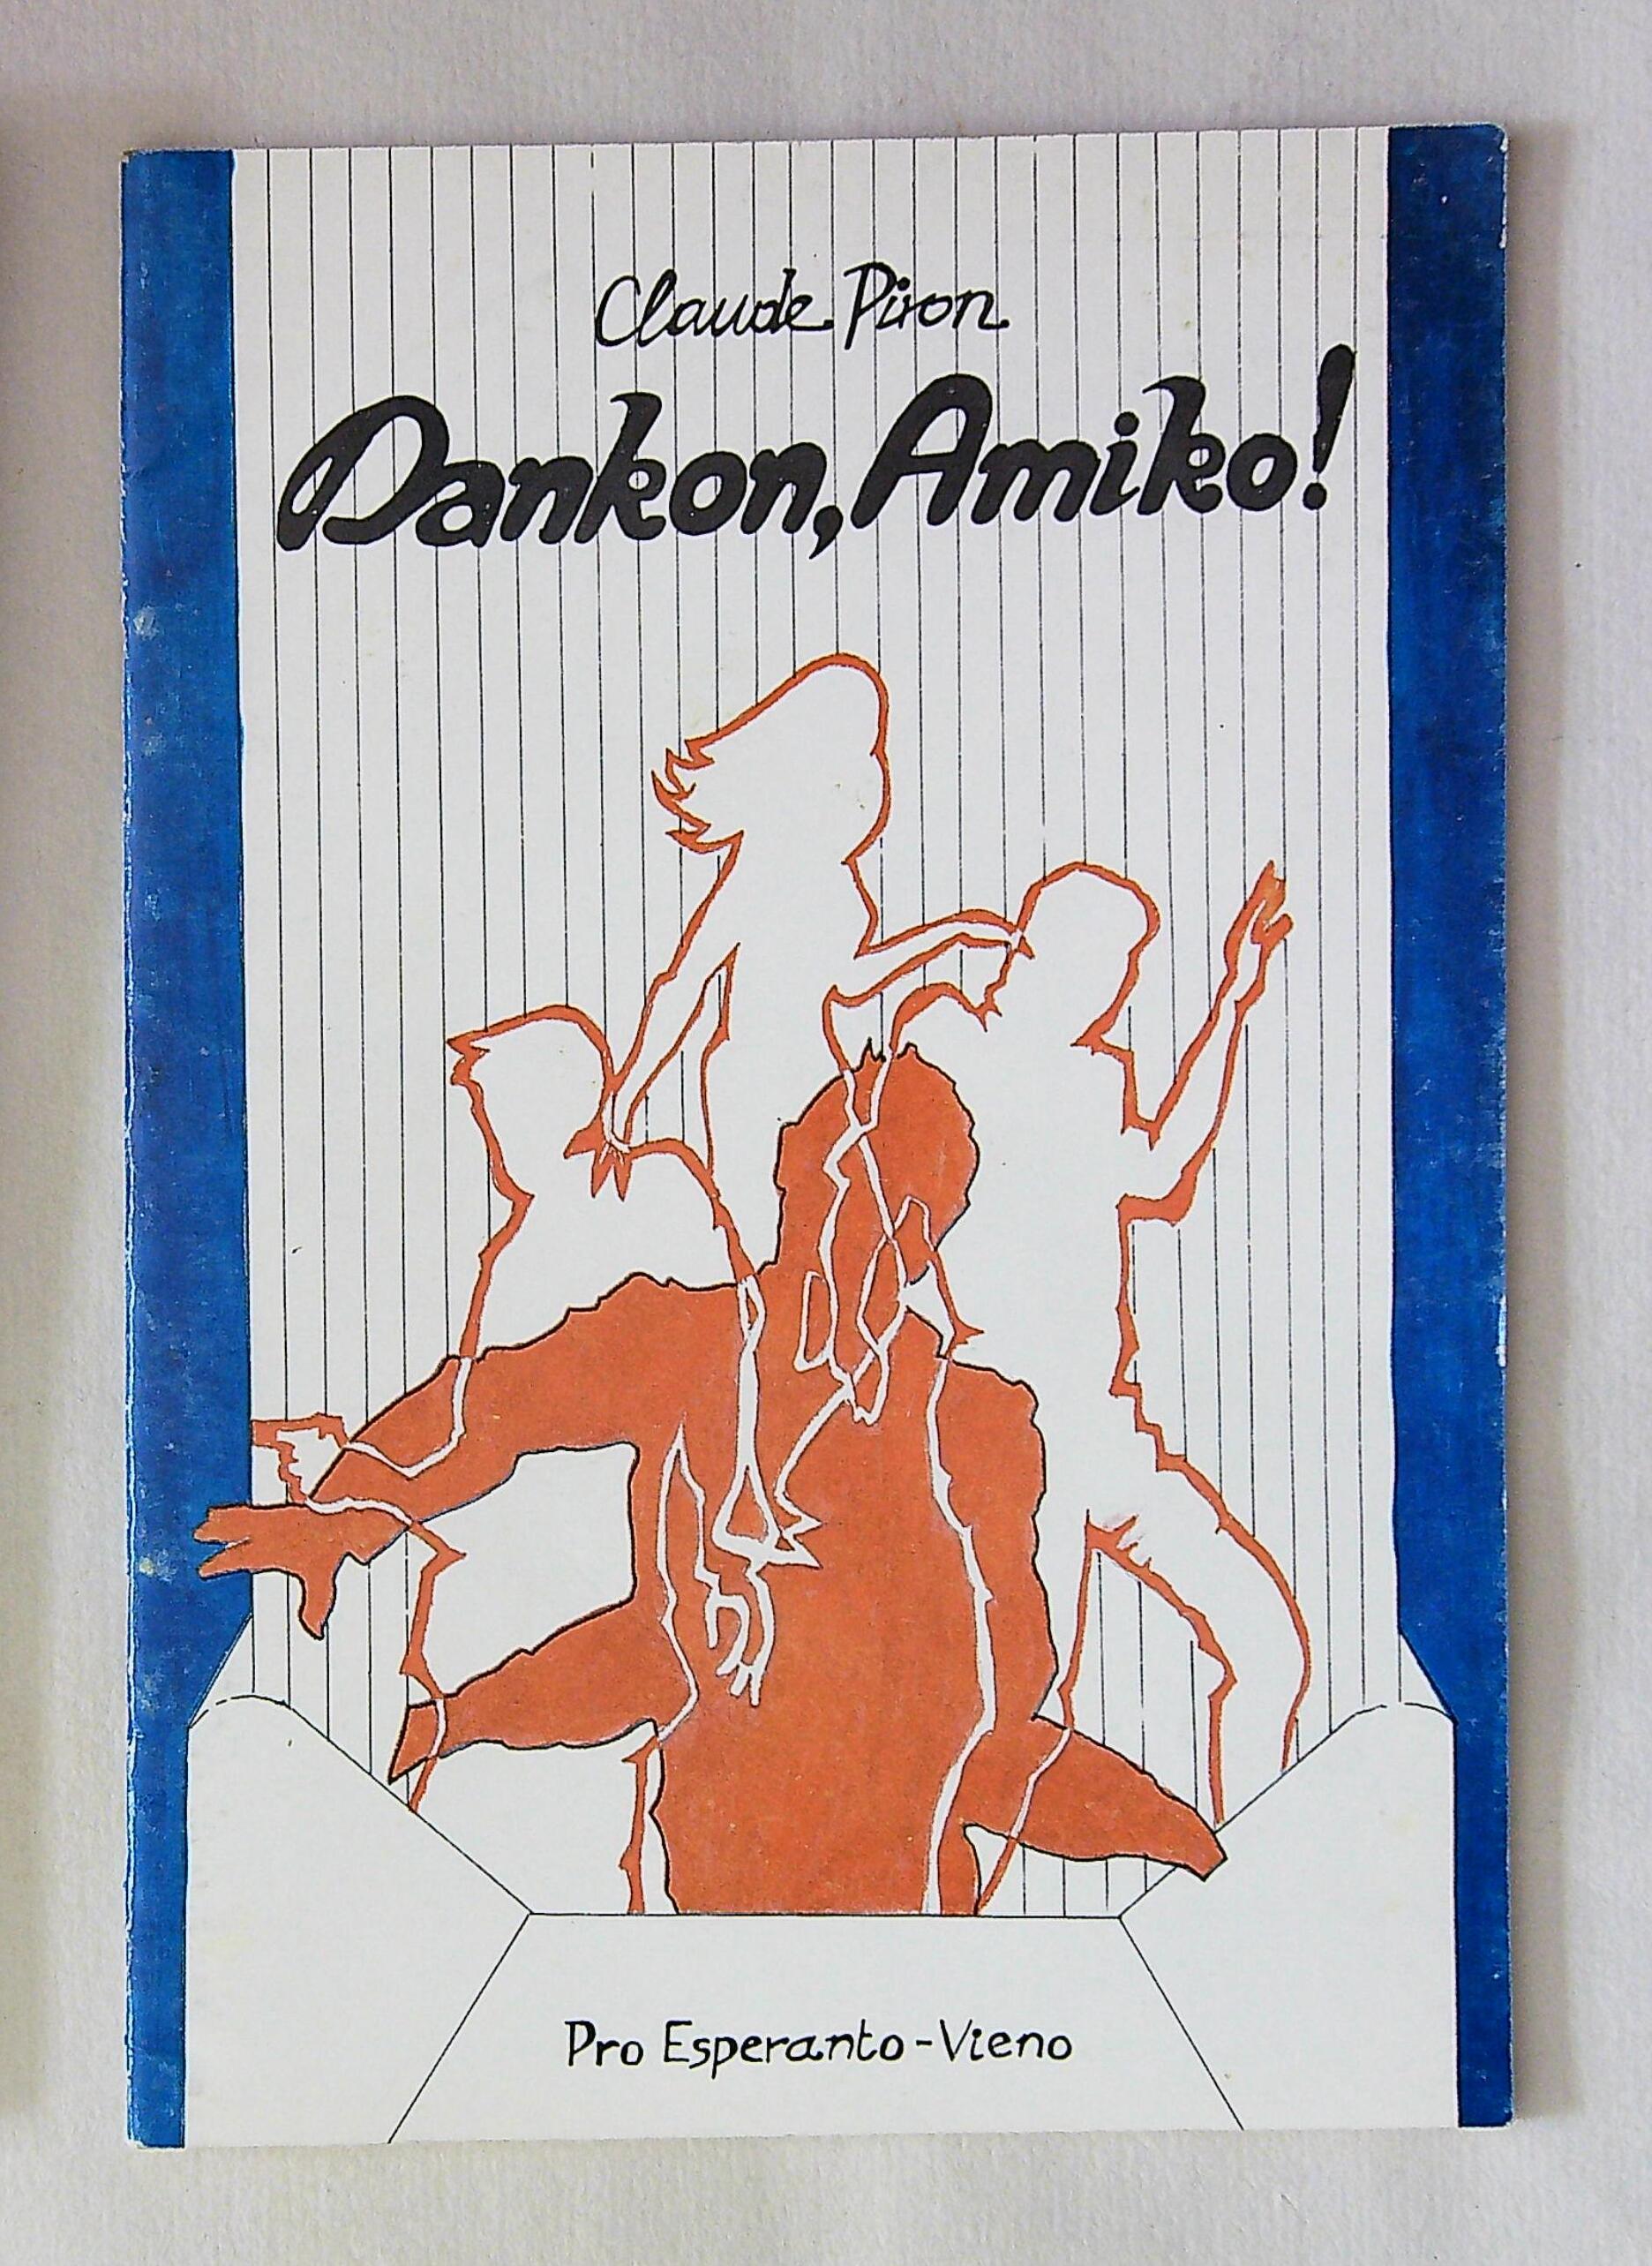 Claude Piron
Dankon, Amiko!
Pro Esperanto-Vieno